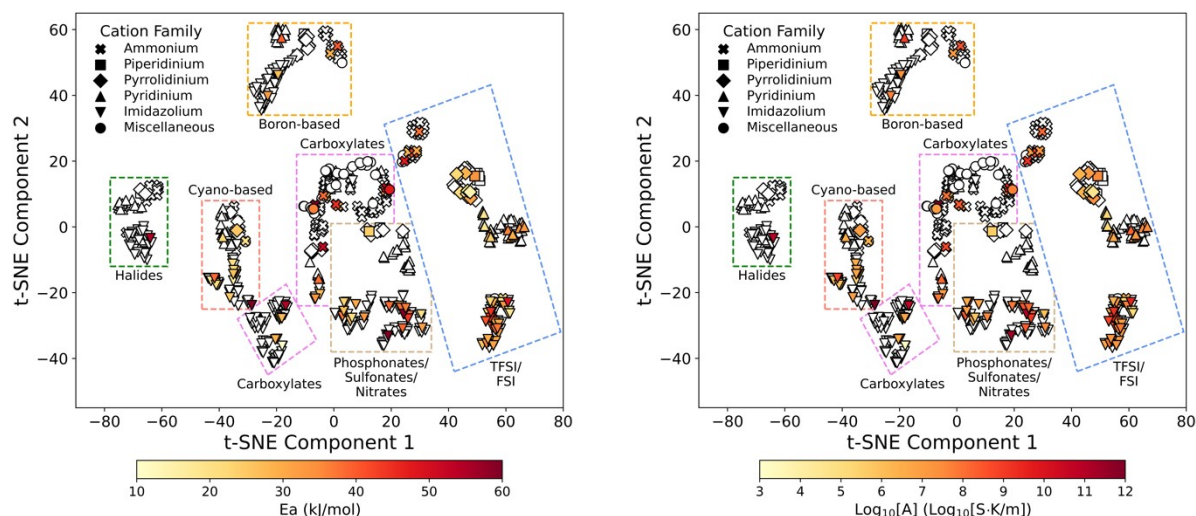 Cation Family
Ammonium
Piperidinium
Pyrrolidinium
Pyridinium
Imidazolium
Miscellaneous
Boron-based
Carboxylates
Cyano-based
Halides
Carboxylates
Phosphonates/
Sulfonates/
Nitrates
TFSI/
FSI
60
40
20
0
−20
−40
t-SNE Component 2
−80
−60
−40
−20
0
20
40
60
80
t-SNE Component 1
10
20
30
40
50
60
Ea (kJ/mol)
Cation Family
Ammonium
Piperidinium
Pyrrolidinium
Pyridinium
Imidazolium
Miscellaneous
Boron-based
Carboxylates
Cyano-based
Halides
Carboxylates
Phosphonates/
Sulfonates/
Nitrates
TFSI/
FSI
60
40
20
0
−20
−40
t-SNE Component 2
−80
−60
−40
−20
0
20
40
60
80
t-SNE Component 1
3
4
5
6
7
8
9
10
11
12
Log₁₀[A] (Log₁₀[S·K/m])